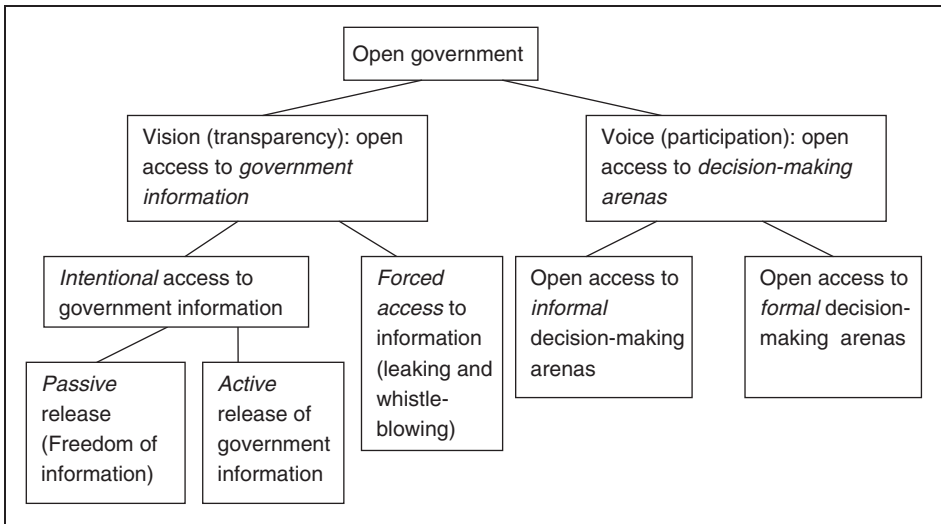 Open government
Vision (transparency): open
access to government
information
Voice (participation): open
access to decision-making
arenas
Intentional access to
government information
Forced
access to
information
(leaking and
whistle-
blowing)
Open access to
informal
decision-making
arenas
Open access to
formal decision-
making arenas
Passive
release
(Freedom of
information)
Active
release of
government
information